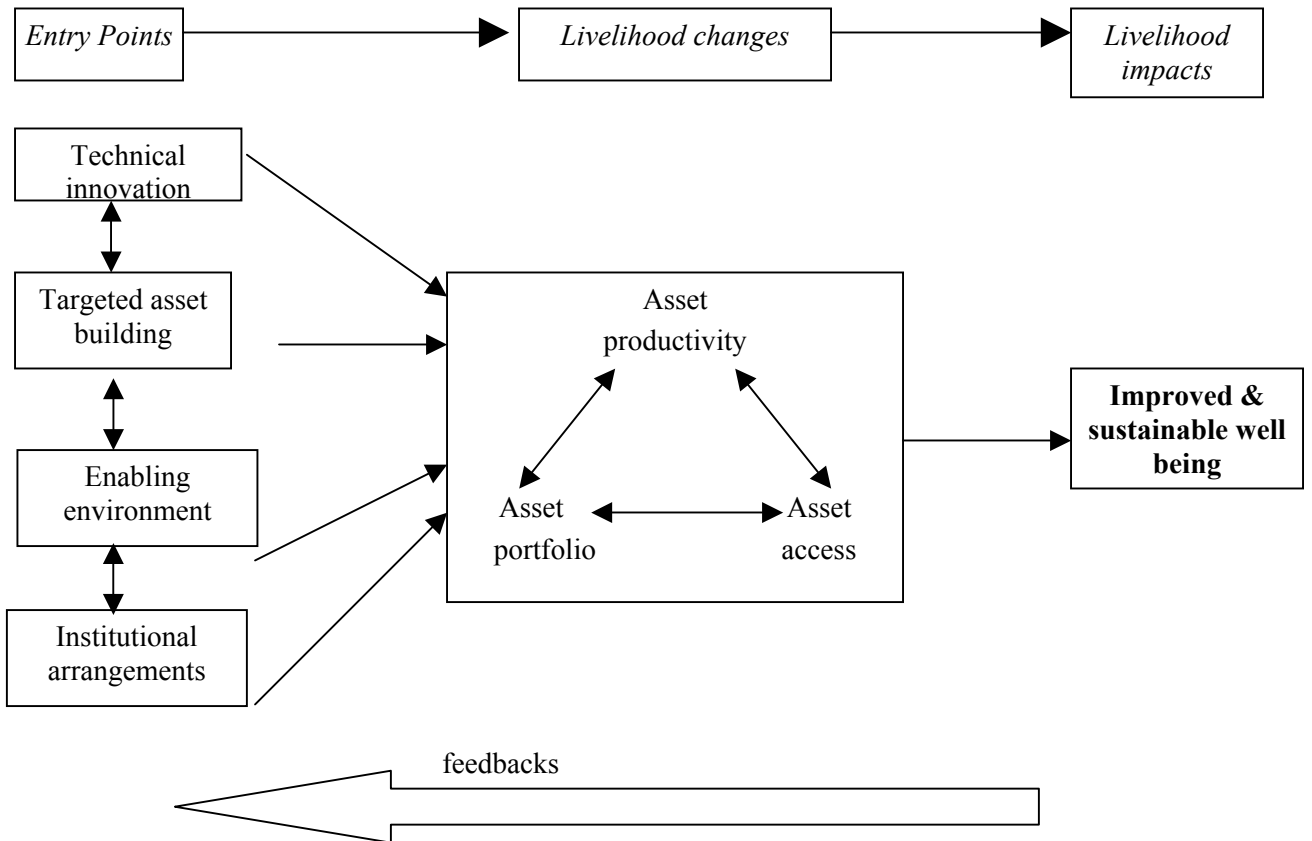 Entry Points
Livelihood changes
Livelihood
impacts
Technical
innovation
Targeted asset
building
Enabling
environment
Institutional
arrangements
Asset
productivity
Asset
portfolio
Asset
access
Improved &
sustainable well
being
feedbacks